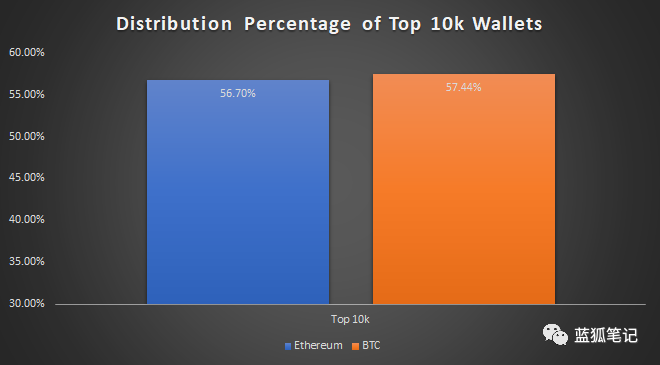 Distribution Percentage of Top 10k Wallets
60.00%
55.00%
50.00%
45.00%
40.00%
35.00%
30.00%
56.70%
57.44%
Top 10k
Ethereum
BTC
蓝狐笔记